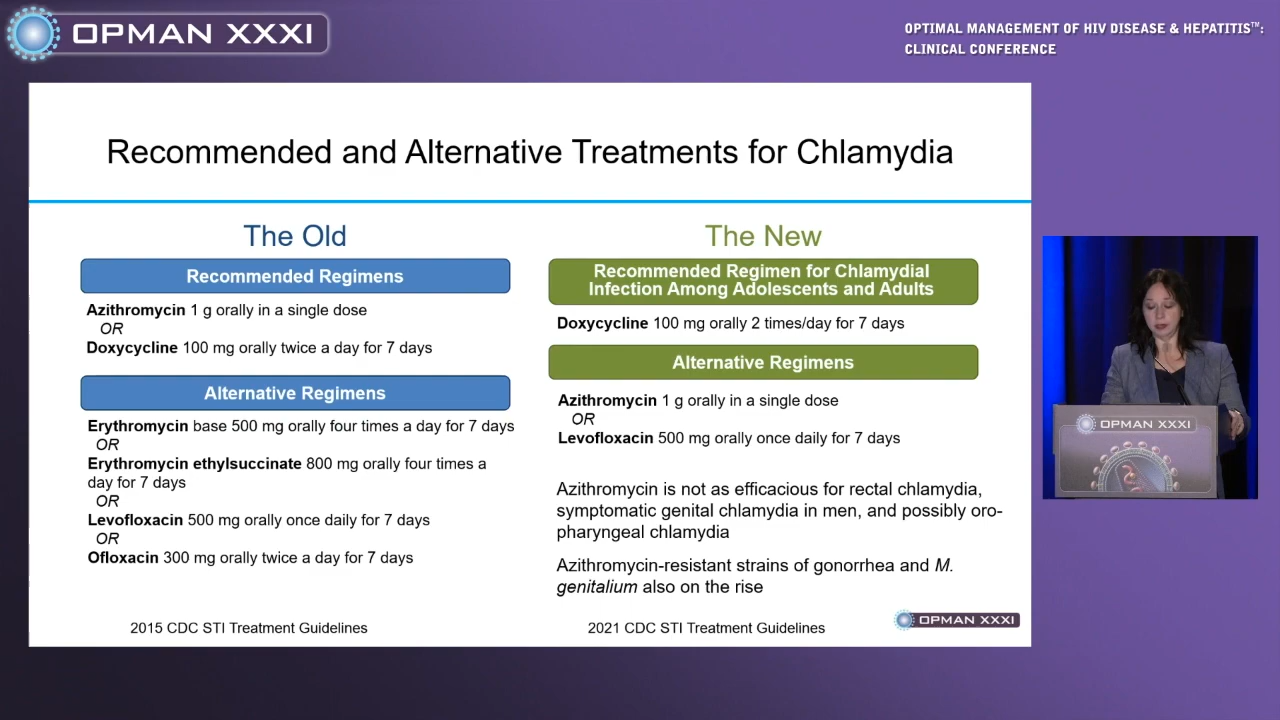 OPMAN XXXI
OPTIMAL MANAGEMENT OF HIV DISEASE & HEPATITIS™:
CLINICAL CONFERENCE
Recommended and Alternative Treatments for Chlamydia
The Old
Recommended Regimens
Azithromycin 1 g orally in a single dose
OR
Doxycycline 100 mg orally twice a day for 7 days
Alternative Regimens
Erythromycin base 500 mg orally four times a day for 7 days
OR
Erythromycin ethylsuccinate 800 mg orally four times a
day for 7 days
OR
Levofloxacin 500 mg orally once daily for 7 days
OR
Ofloxacin 300 mg orally twice a day for 7 days
2015 CDC STI Treatment Guidelines
The New
Recommended Regimen for Chlamydial
Infection Among Adolescents and Adults
Doxycycline 100 mg orally 2 times/day for 7 days
Alternative Regimens
Azithromycin 1 g orally in a single dose
OR
Levofloxacin 500 mg orally once daily for 7 days
Azithromycin is not as efficacious for rectal chlamydia,
symptomatic genital chlamydia in men, and possibly oro-
pharyngeal chlamydia
Azithromycin-resistant strains of gonorrhea and M.
genitalium also on the rise
2021 CDC STI Treatment Guidelines
OPMAN XXXI
OPMAN XXXI